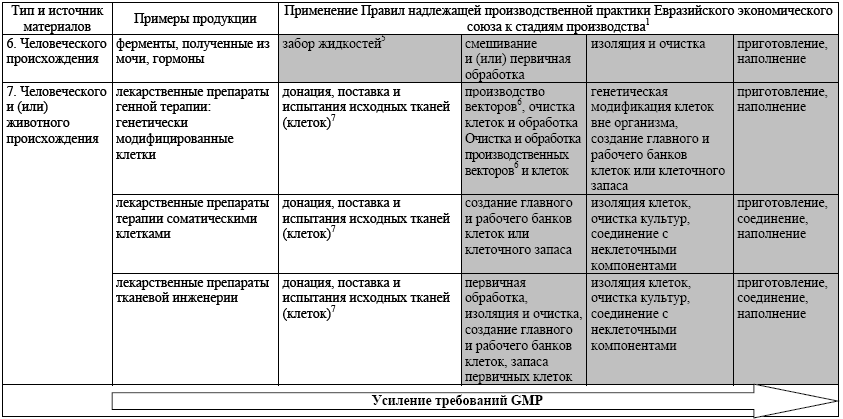 Тип и источник
материалов
Примеры продукции
Применение Правил надлежащей производственной практики Евразийского экономического
союза к стадиям производства¹
6. Человеческого
происхождения
ферменты, полученные из
мочи, гормоны
забор жидкостей⁵
смешивание
и (или) первичная
обработка
изоляция и очистка
приготовление,
наполнение
7. Человеческого
и (или)
животного
происхождения
лекарственные препараты
генной терапии:
генетически
модифицированные
клетки
донация, поставка и
испытания исходных тканей
(клеток)⁷
производство
векторов⁶, очистка
клеток и обработка
Очистка и обработка
производственных
векторов⁶ и клеток
генетическая
модификация клеток
вне организма,
создание главного и
рабочего банков
клеток или клеточного
запаса
приготовление,
наполнение
лекарственные препараты
терапии соматическими
клетками
донация, поставка и
испытания исходных тканей
(клеток)⁷
создание главного
и рабочего банков
клеток или
клеточного запаса
изоляция клеток,
очистка культур,
соединение с
неклеточными
компонентами
приготовление,
соединение,
наполнение
лекарственные препараты
тканевой инженерии
донация, поставка и
испытания исходных тканей
(клеток)⁷
первичная
обработка,
изоляция и очистка,
создание главного
и рабочего банков
клеток, запаса
первичных клеток
изоляция клеток,
очистка культур,
соединение с
неклеточными
компонентами
приготовление,
соединение,
наполнение
Усиление требований GMP